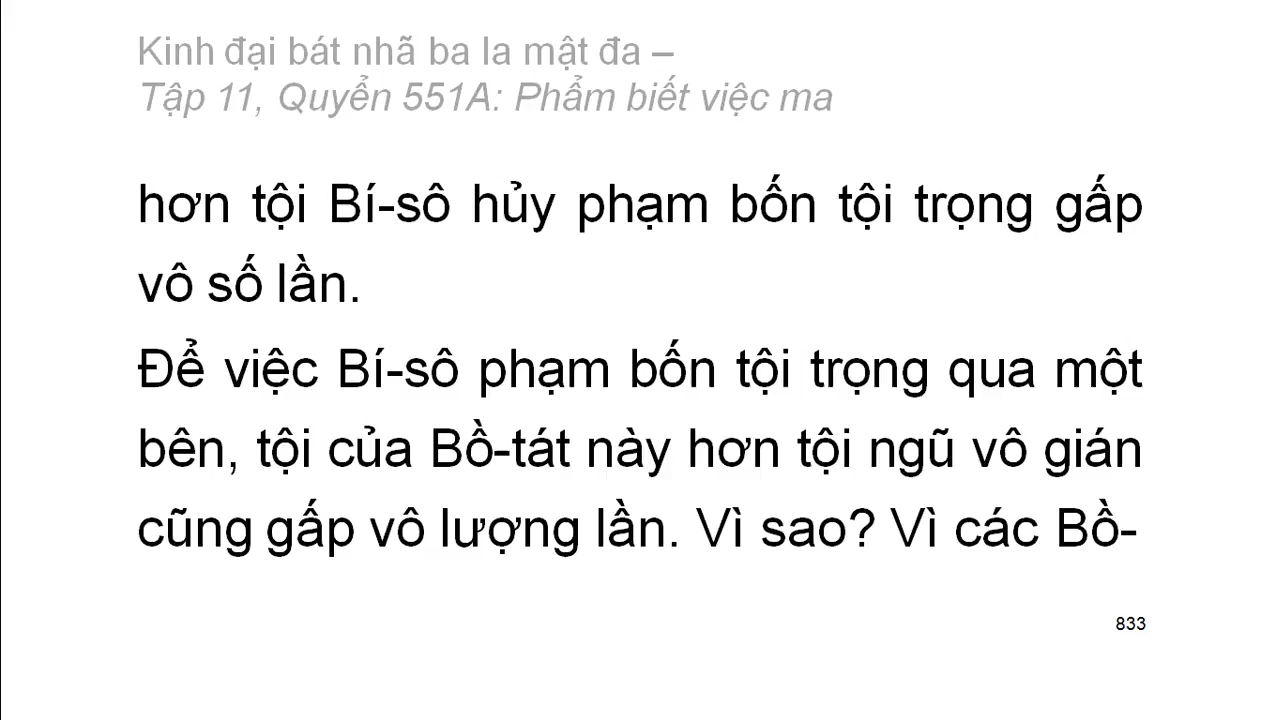 Kinh đại bát nhã ba la mật đa –
Tập 11, Quyển 551A: Phẩm biết việc ma
hơn tội Bí-sô hủy phạm bốn tội trọng gấp
vô số lần.
Để việc Bí-sô phạm bốn tội trọng qua một
bên, tội của Bồ-tát này hơn tội ngũ vô gián
cũng gấp vô lượng lần. Vì sao? Vì các Bồ-
833